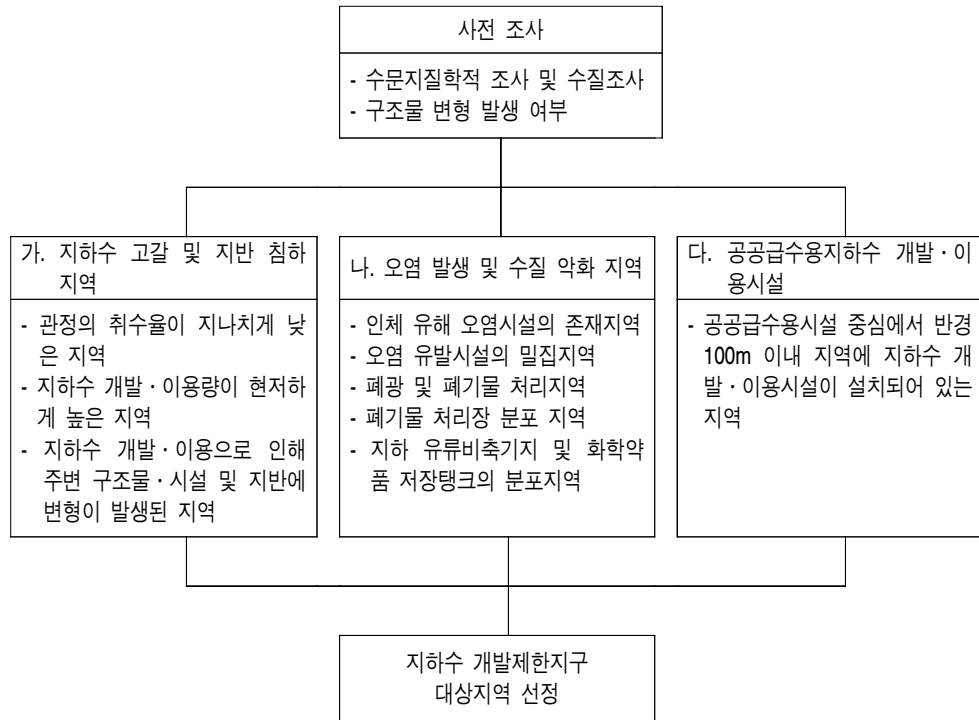 사전 조사
- 수문지질학적 조사 및 수질조사
- 구조물 변형 발생 여부
가. 지하수 고갈 및 지반 침하
지역
- 관정의 취수율이 지나치게 낮
은 지역
- 지하수 개발·이용량이 현저하
게 높은 지역
- 지하수 개발·이용으로 인해
주변 구조물·시설 및 지반에
변형이 발생된 지역
나. 오염 발생 및 수질 악화 지역
- 인체 유해 오염시설의 존재지역
- 오염 유발시설의 밀집지역
- 폐광 및 폐기물 처리지역
- 폐기물 처리장 분포 지역
- 지하 유류비축기지 및 화학약
품 저장탱크의 분포지역
다. 공공급수용지하수 개발·이
용시설
- 공공급수용시설 중심에서 반경
100m 이내 지역에 지하수 개
발·이용시설이 설치되어 있는
지역
지하수 개발제한지구
대상지역 선정